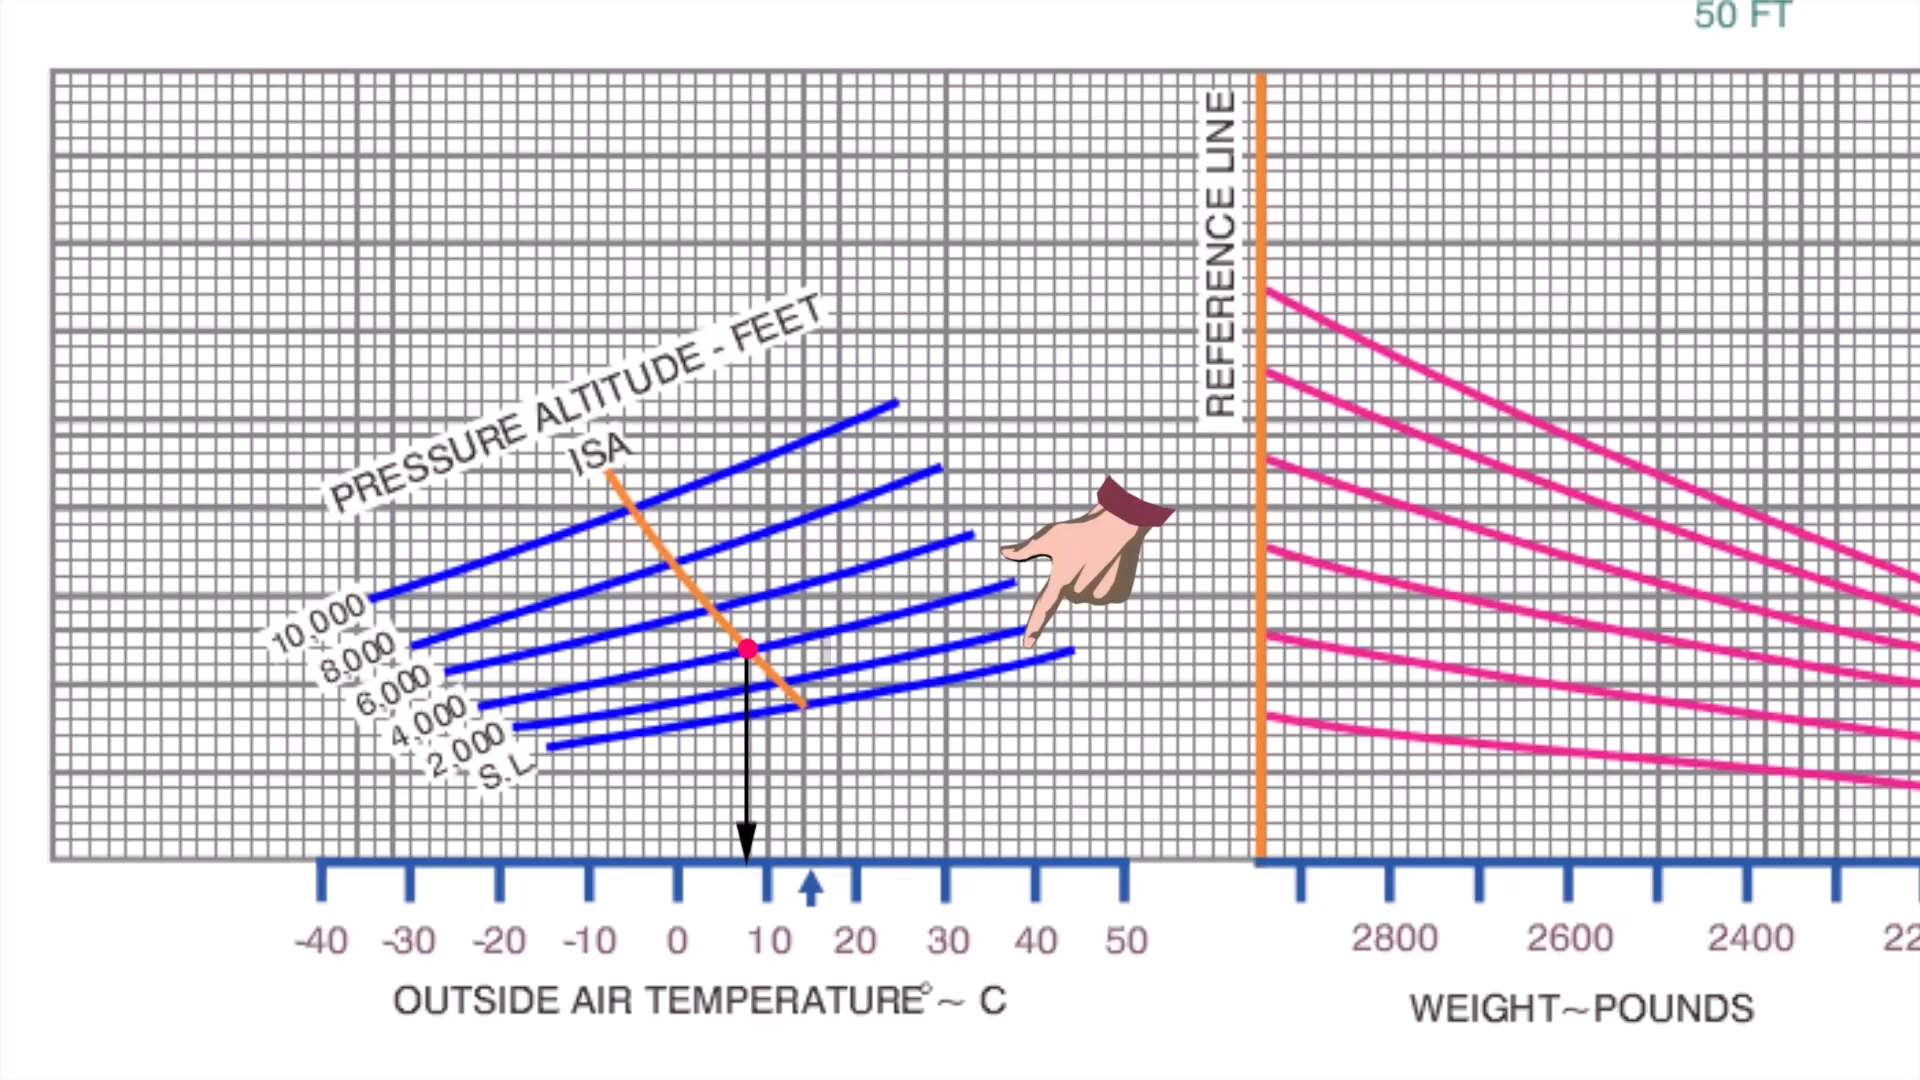 50 FT
REFERENCE LINE
PRESSURE ALTITUDE - FEET
ISA
10,000
8,000
6,000
4,000
2,000
S.L.
-40 -30 -20 -10 0 10 20 30 40 50
2800 2600 2400 22
OUTSIDE AIR TEMPERATURE°~ C
WEIGHT~POUNDS